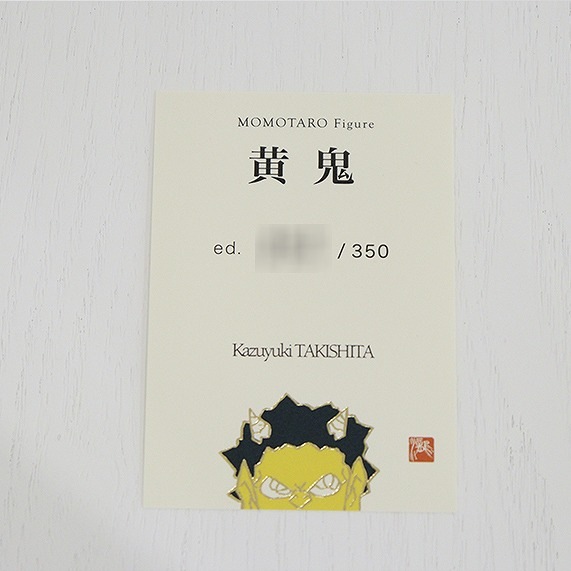 MOMOTARO Figure
黄鬼
ed. / 350
Kazuyuki TAKISHITA